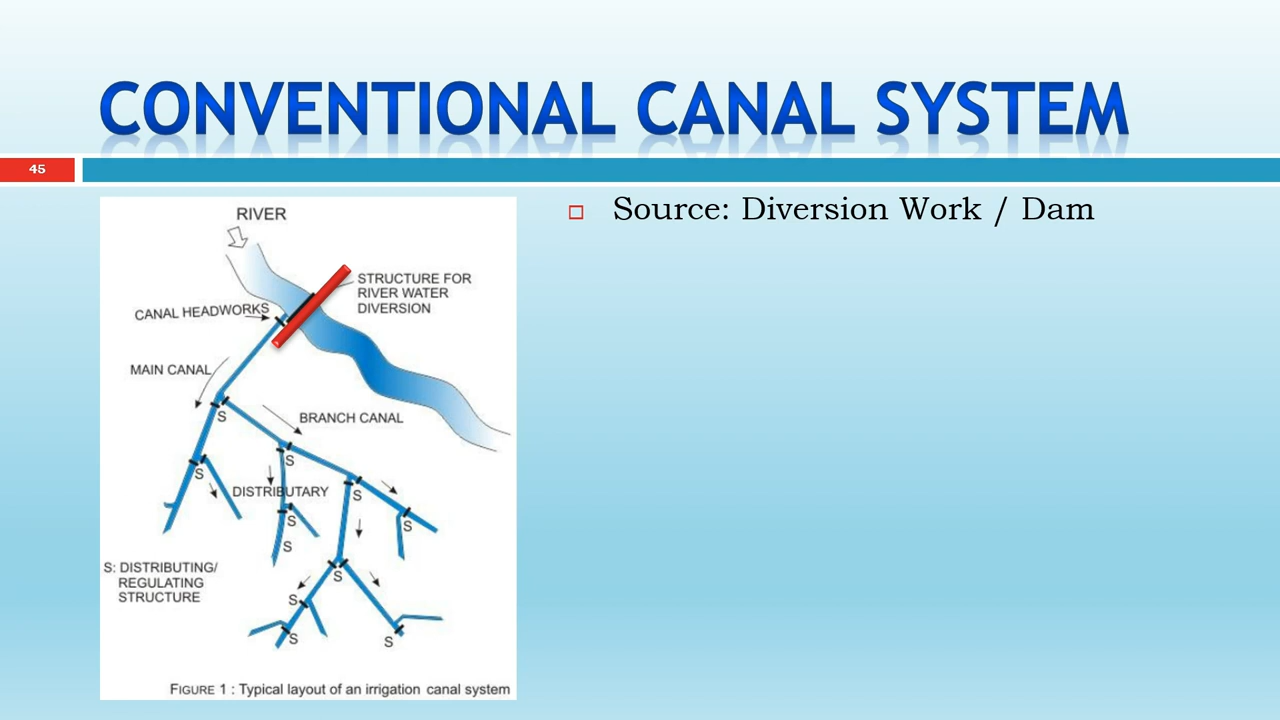 CONVENTIONAL CANAL SYSTEM
45
Source: Diversion Work / Dam
RIVER
STRUCTURE FOR
RIVER WATER
DIVERSION
CANAL HEADWORKS
MAIN CANAL
S
BRANCH CANAL
S
S
DISTRIBUTARY
S
S
S
S
S: DISTRIBUTING/
REGULATING
STRUCTURE
S
S
S
S
FIGURE 1 : Typical layout of an irrigation canal system